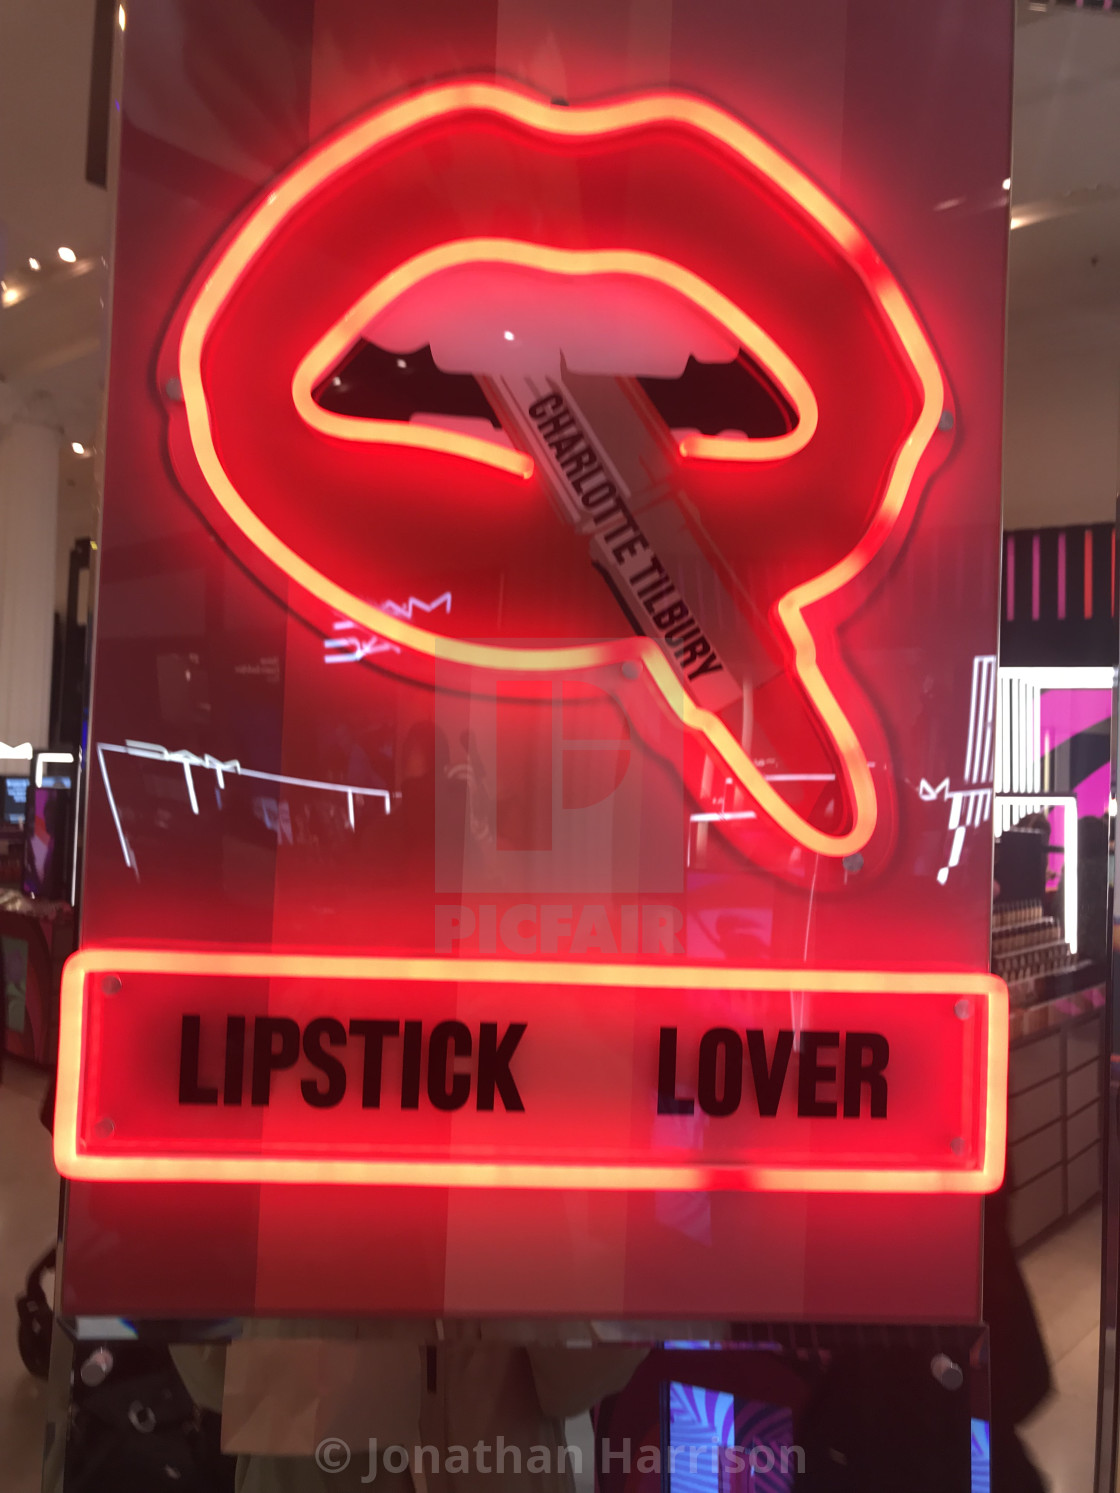 CHARLOTTE TILBURY
PICFAIR
LIPSTICK LOVER
© Jonathan Harrison